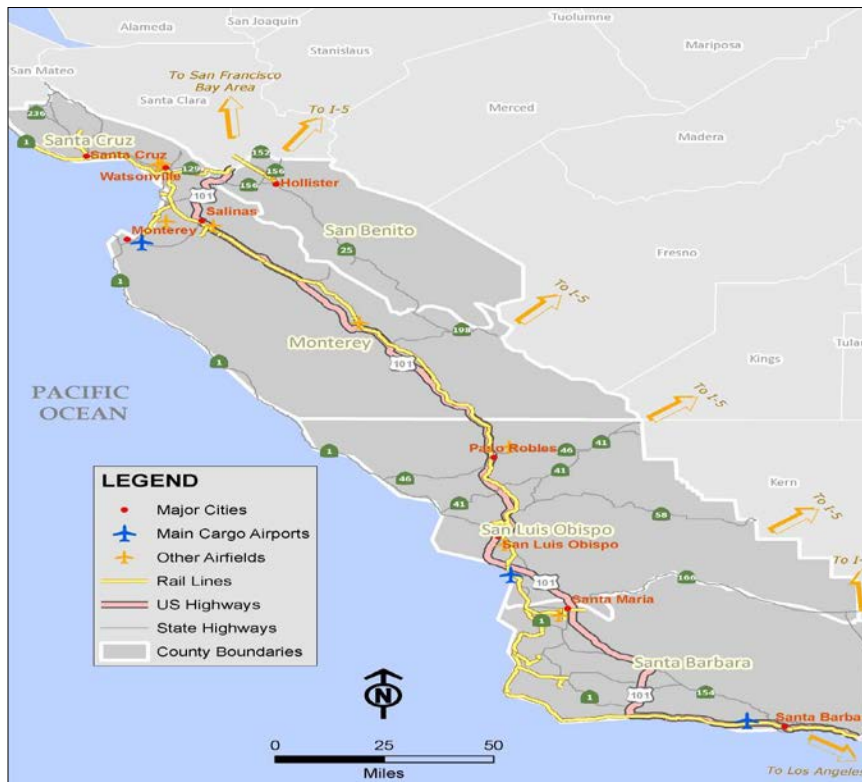 Tuolumne
Alameda
San Joaquin
Mariposa
Stanislaus
San Mateo
To San Francisco
Bay Area
Santa Clara
To I-5
Merced
Madera
236
1
Santa Cruz
Santa Cruz
152
129
156
156
Watsonville
Hollister
101
Salinas
Monterey
San Benito
25
Fresno
1
To I-5
198
Monterey
101
1
Kings
Tular
PACIFIC
OCEAN
To I-5
1
Paso Robles
46
41
41
46
41
Kern
58
To I-5
San Luis Obispo
San Luis Obispo
101
166
To I-
Santa Maria
1
Santa Barbara
154
1
101
Santa Barba
To Los Angeles
LEGEND
Major Cities
Main Cargo Airports
Other Airfields
Rail Lines
US Highways
State Highways
County Boundaries
N
0
25
50
Miles